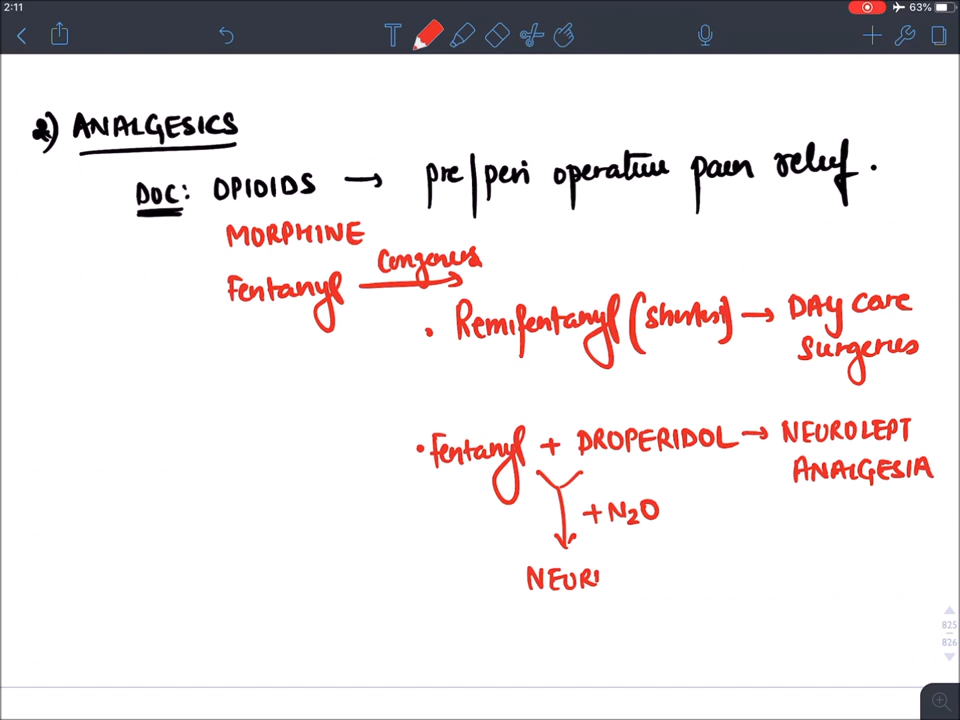 2:11
63%
T
2) ANALGESICS
DOC: OPIOIDS → pre/peri operative pain relief.
MORPHINE
Fentanyl Congeners →
• Remifentanyl (Shortest) → DAY care
surgeries
• Fentanyl + DROPERIDOL → NEUROLEPT
ANALGESIA
+ N2O
NEUR
825
826